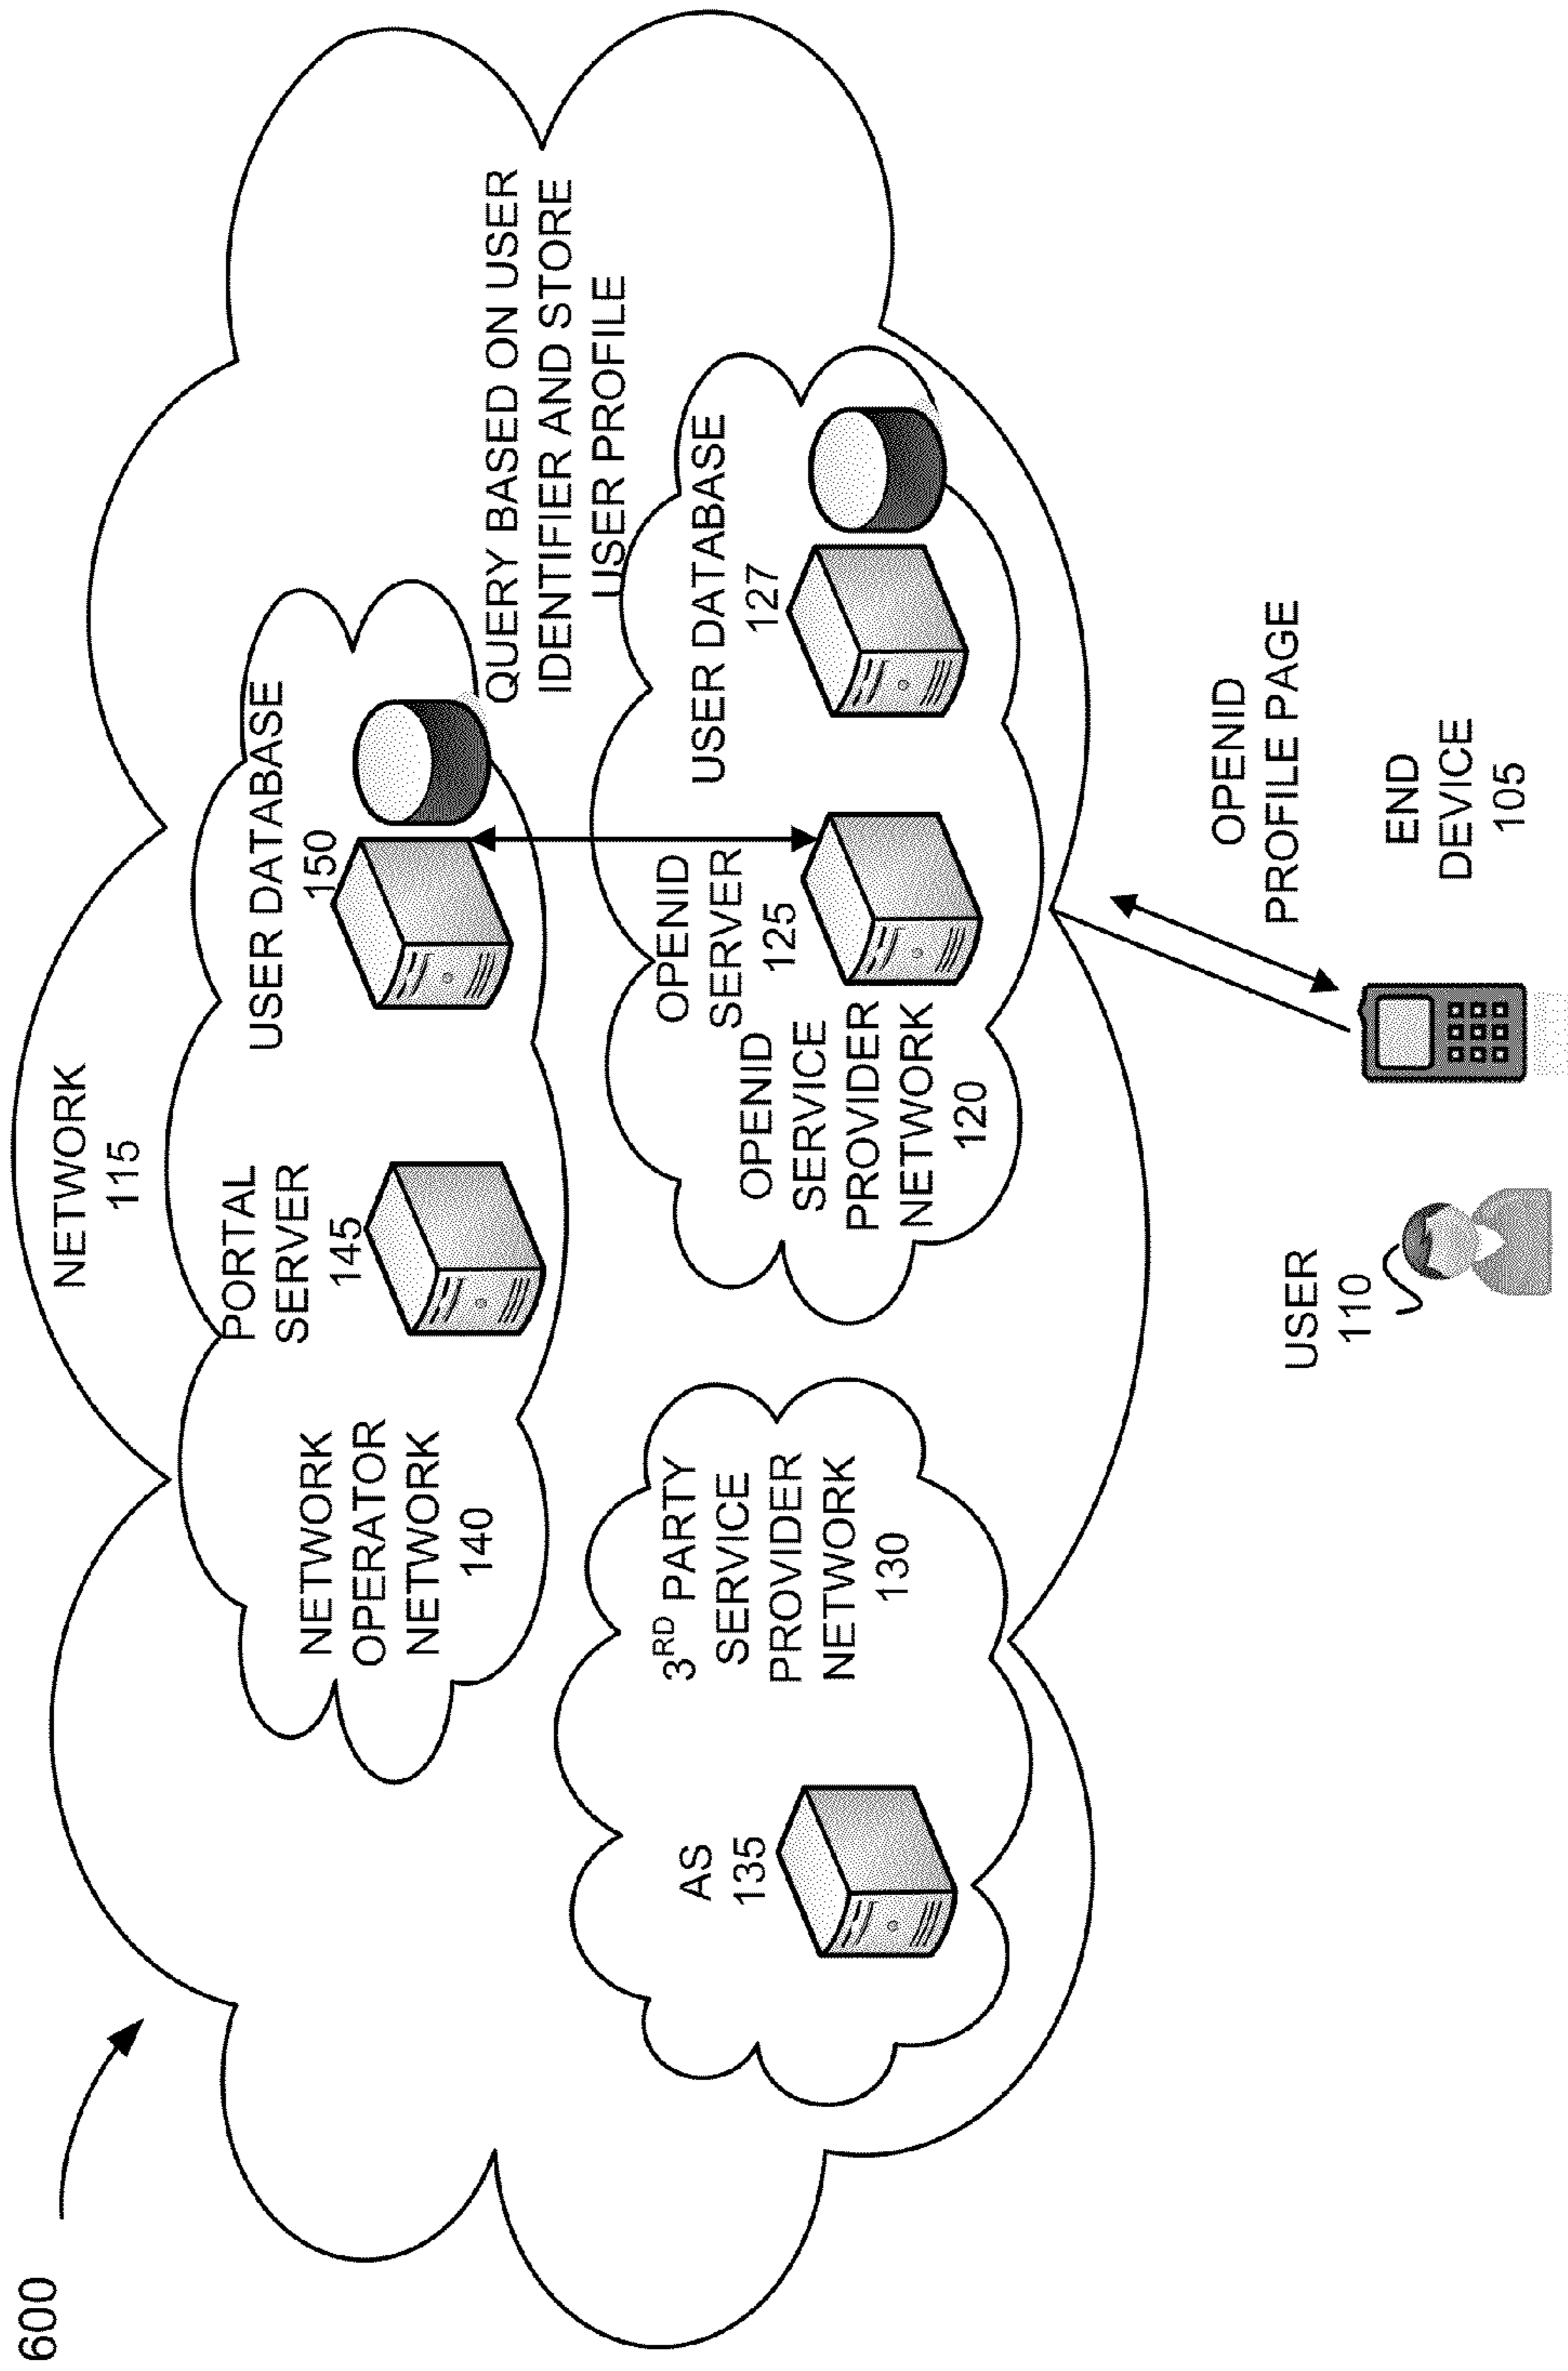 600
NETWORK
115
NETWORK
OPERATOR
NETWORK
140
PORTAL
SERVER
145
USER DATABASE
150
QUERY BASED ON USER
IDENTIFIER AND STORE
USER PROFILE
AS
135
3RD PARTY
SERVICE
PROVIDER
NETWORK
130
OPENID
SERVICE
PROVIDER
NETWORK
120
OPENID
SERVER
125
USER DATABASE
127
USER
110
OPENID
PROFILE PAGE
END
DEVICE
105